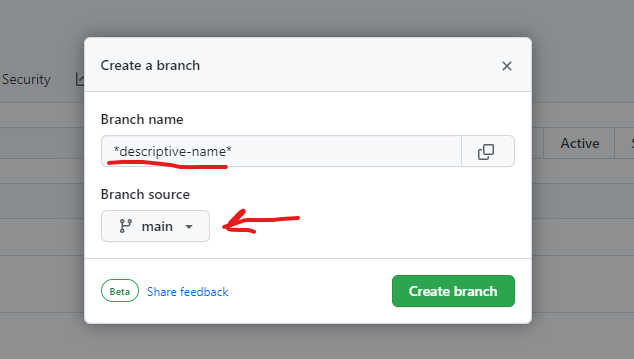 Create a branch
Security
Branch name
*descriptive-name*
Active
Branch source
main
Beta Share feedback
Create branch